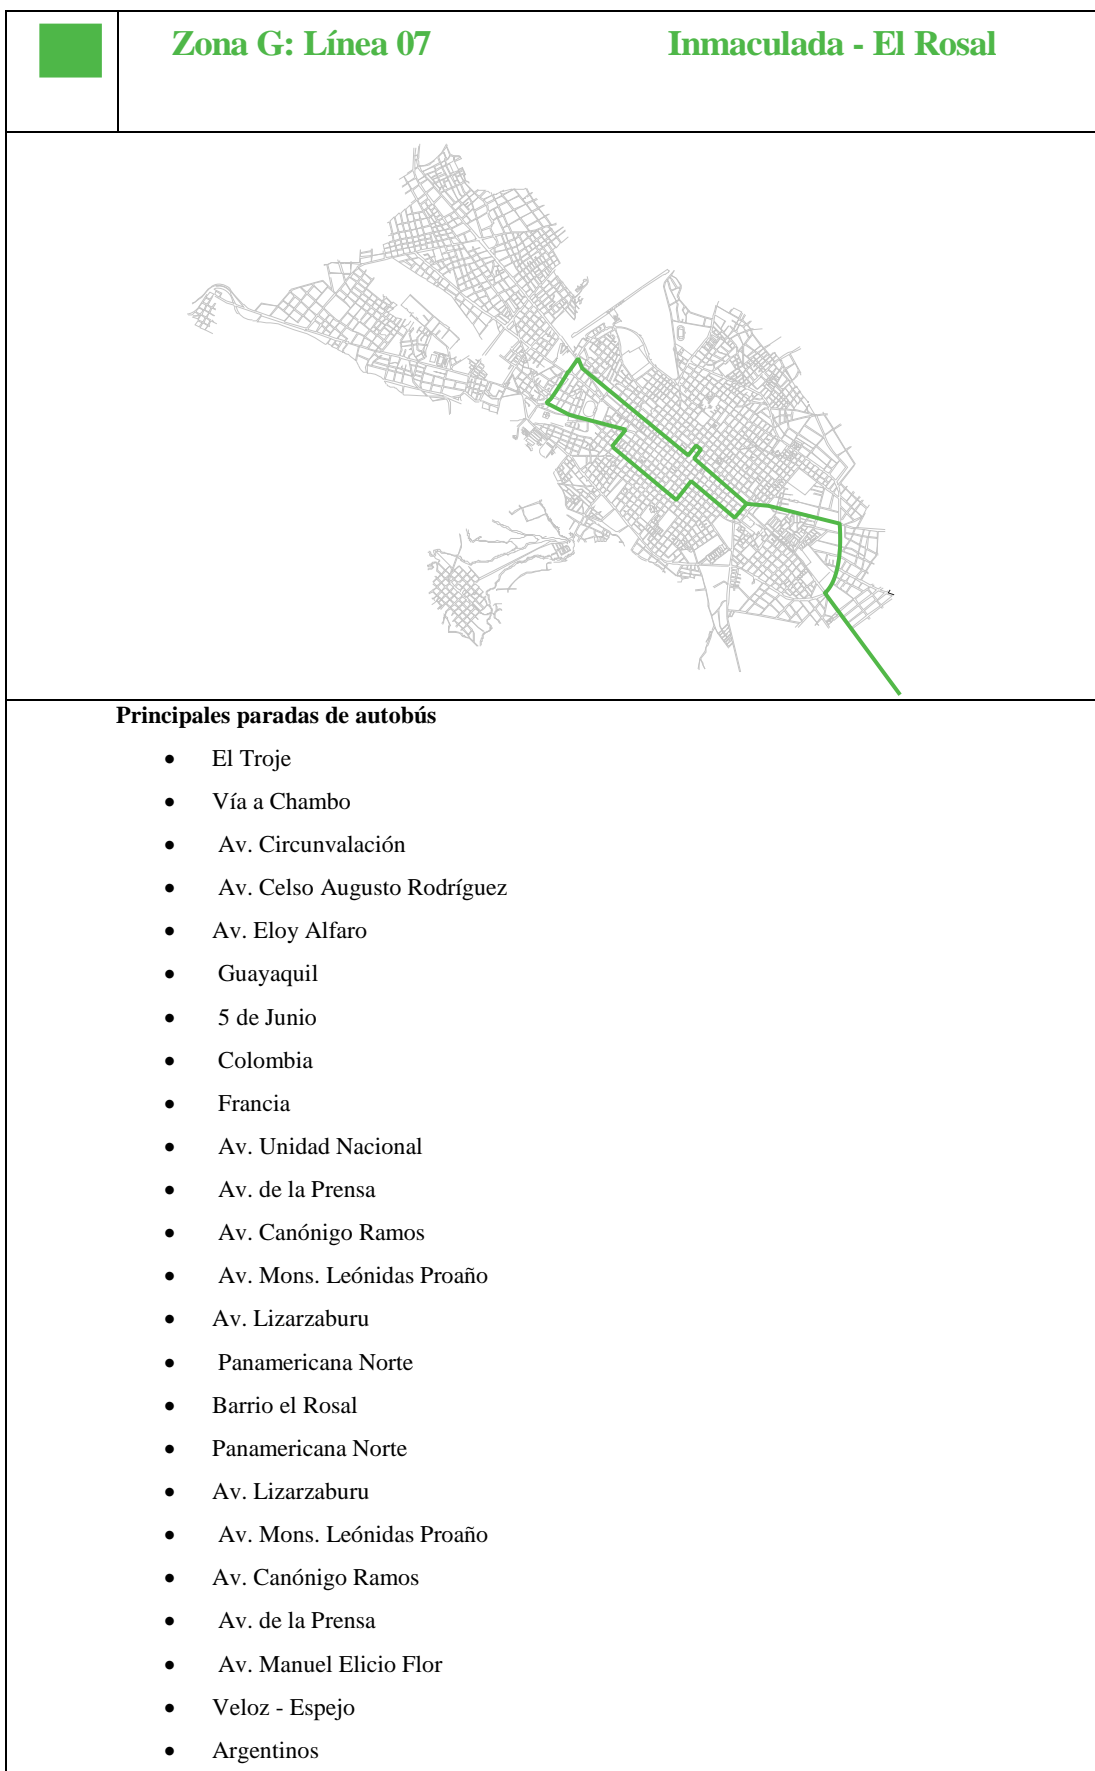 Zona G: Línea 07 Inmaculada - El Rosal
Principales paradas de autobús
• El Troje
• Vía a Chambo
• Av. Circunvalación
• Av. Celso Augusto Rodríguez
• Av. Eloy Alfaro
• Guayaquil
• 5 de Junio
• Colombia
• Francia
• Av. Unidad Nacional
• Av. de la Prensa
• Av. Canónigo Ramos
• Av. Mons. Leónidas Proaño
• Av. Lizarzaburu
• Panamericana Norte
• Barrio el Rosal
• Panamericana Norte
• Av. Lizarzaburu
• Av. Mons. Leónidas Proaño
• Av. Canónigo Ramos
• Av. de la Prensa
• Av. Manuel Elicio Flor
• Veloz - Espejo
• Argentinos